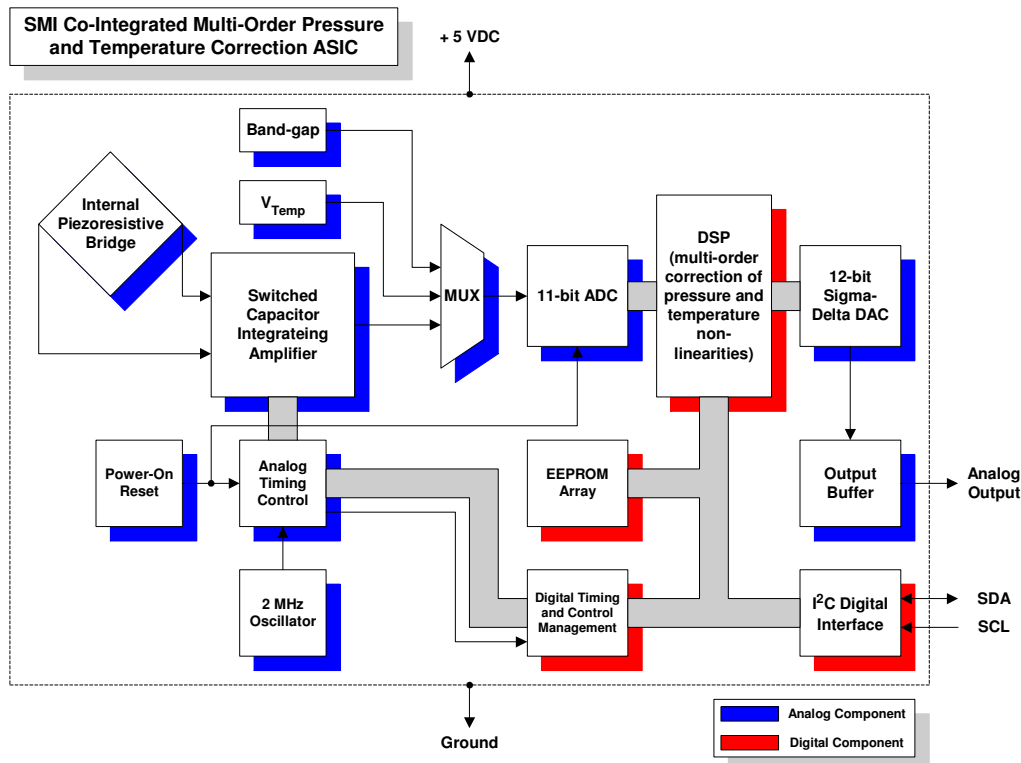 SMI Co-Integrated Multi-Order Pressure
and Temperature Correction ASIC
+ 5 VDC
Band-gap
V_Temp
Internal
Piezoresistive
Bridge
Switched
Capacitor
Integrateing
Amplifier
MUX
11-bit ADC
DSP
(multi-order
correction of
pressure and
temperature
non-
linearities)
12-bit
Sigma-
Delta DAC
Power-On
Reset
Analog
Timing
Control
EEPROM
Array
Output
Buffer
Analog
Output
2 MHz
Oscillator
Digital Timing
and Control
Management
I²C Digital
Interface
SDA
SCL
Ground
Analog Component
Digital Component